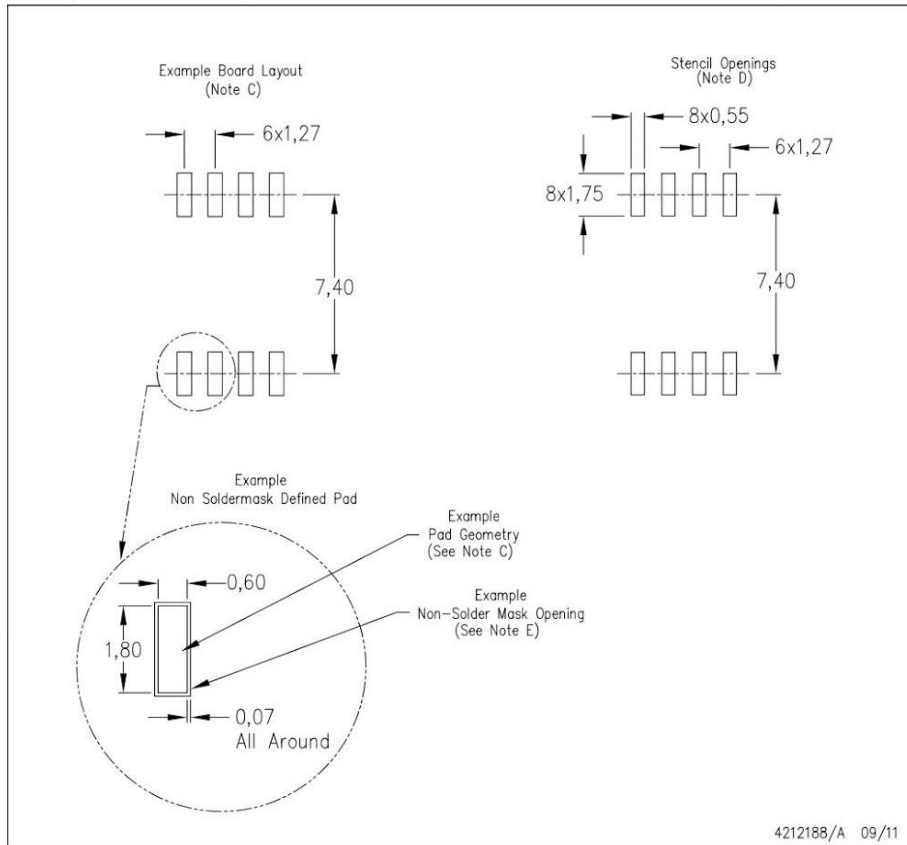 Example Board Layout
(Note C)
6x1,27
7,40
Stencil Openings
(Note D)
8x0,55
6x1,27
8x1,75
7,40
Example
Non Soldermask Defined Pad
Example
Pad Geometry
(See Note C)
0,60
Example
Non-Solder Mask Opening
(See Note E)
1,80
0,07
All Around
4212188/A 09/11